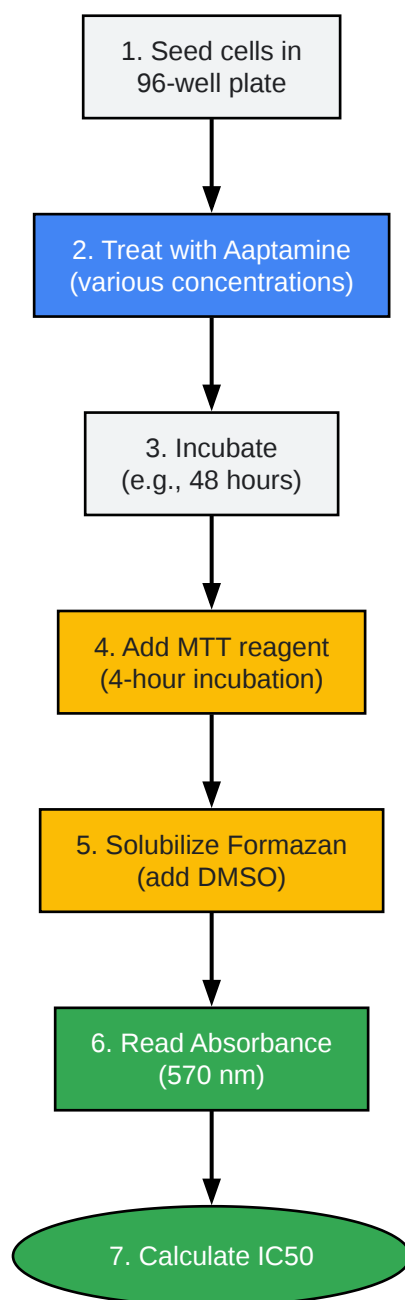 1. Seed cells in
96-well plate
2. Treat with Aaptamine
(various concentrations)
3. Incubate
(e.g., 48 hours)
4. Add MTT reagent
(4-hour incubation)
5. Solubilize Formazan
(add DMSO)
6. Read Absorbance
(570 nm)
7. Calculate IC50